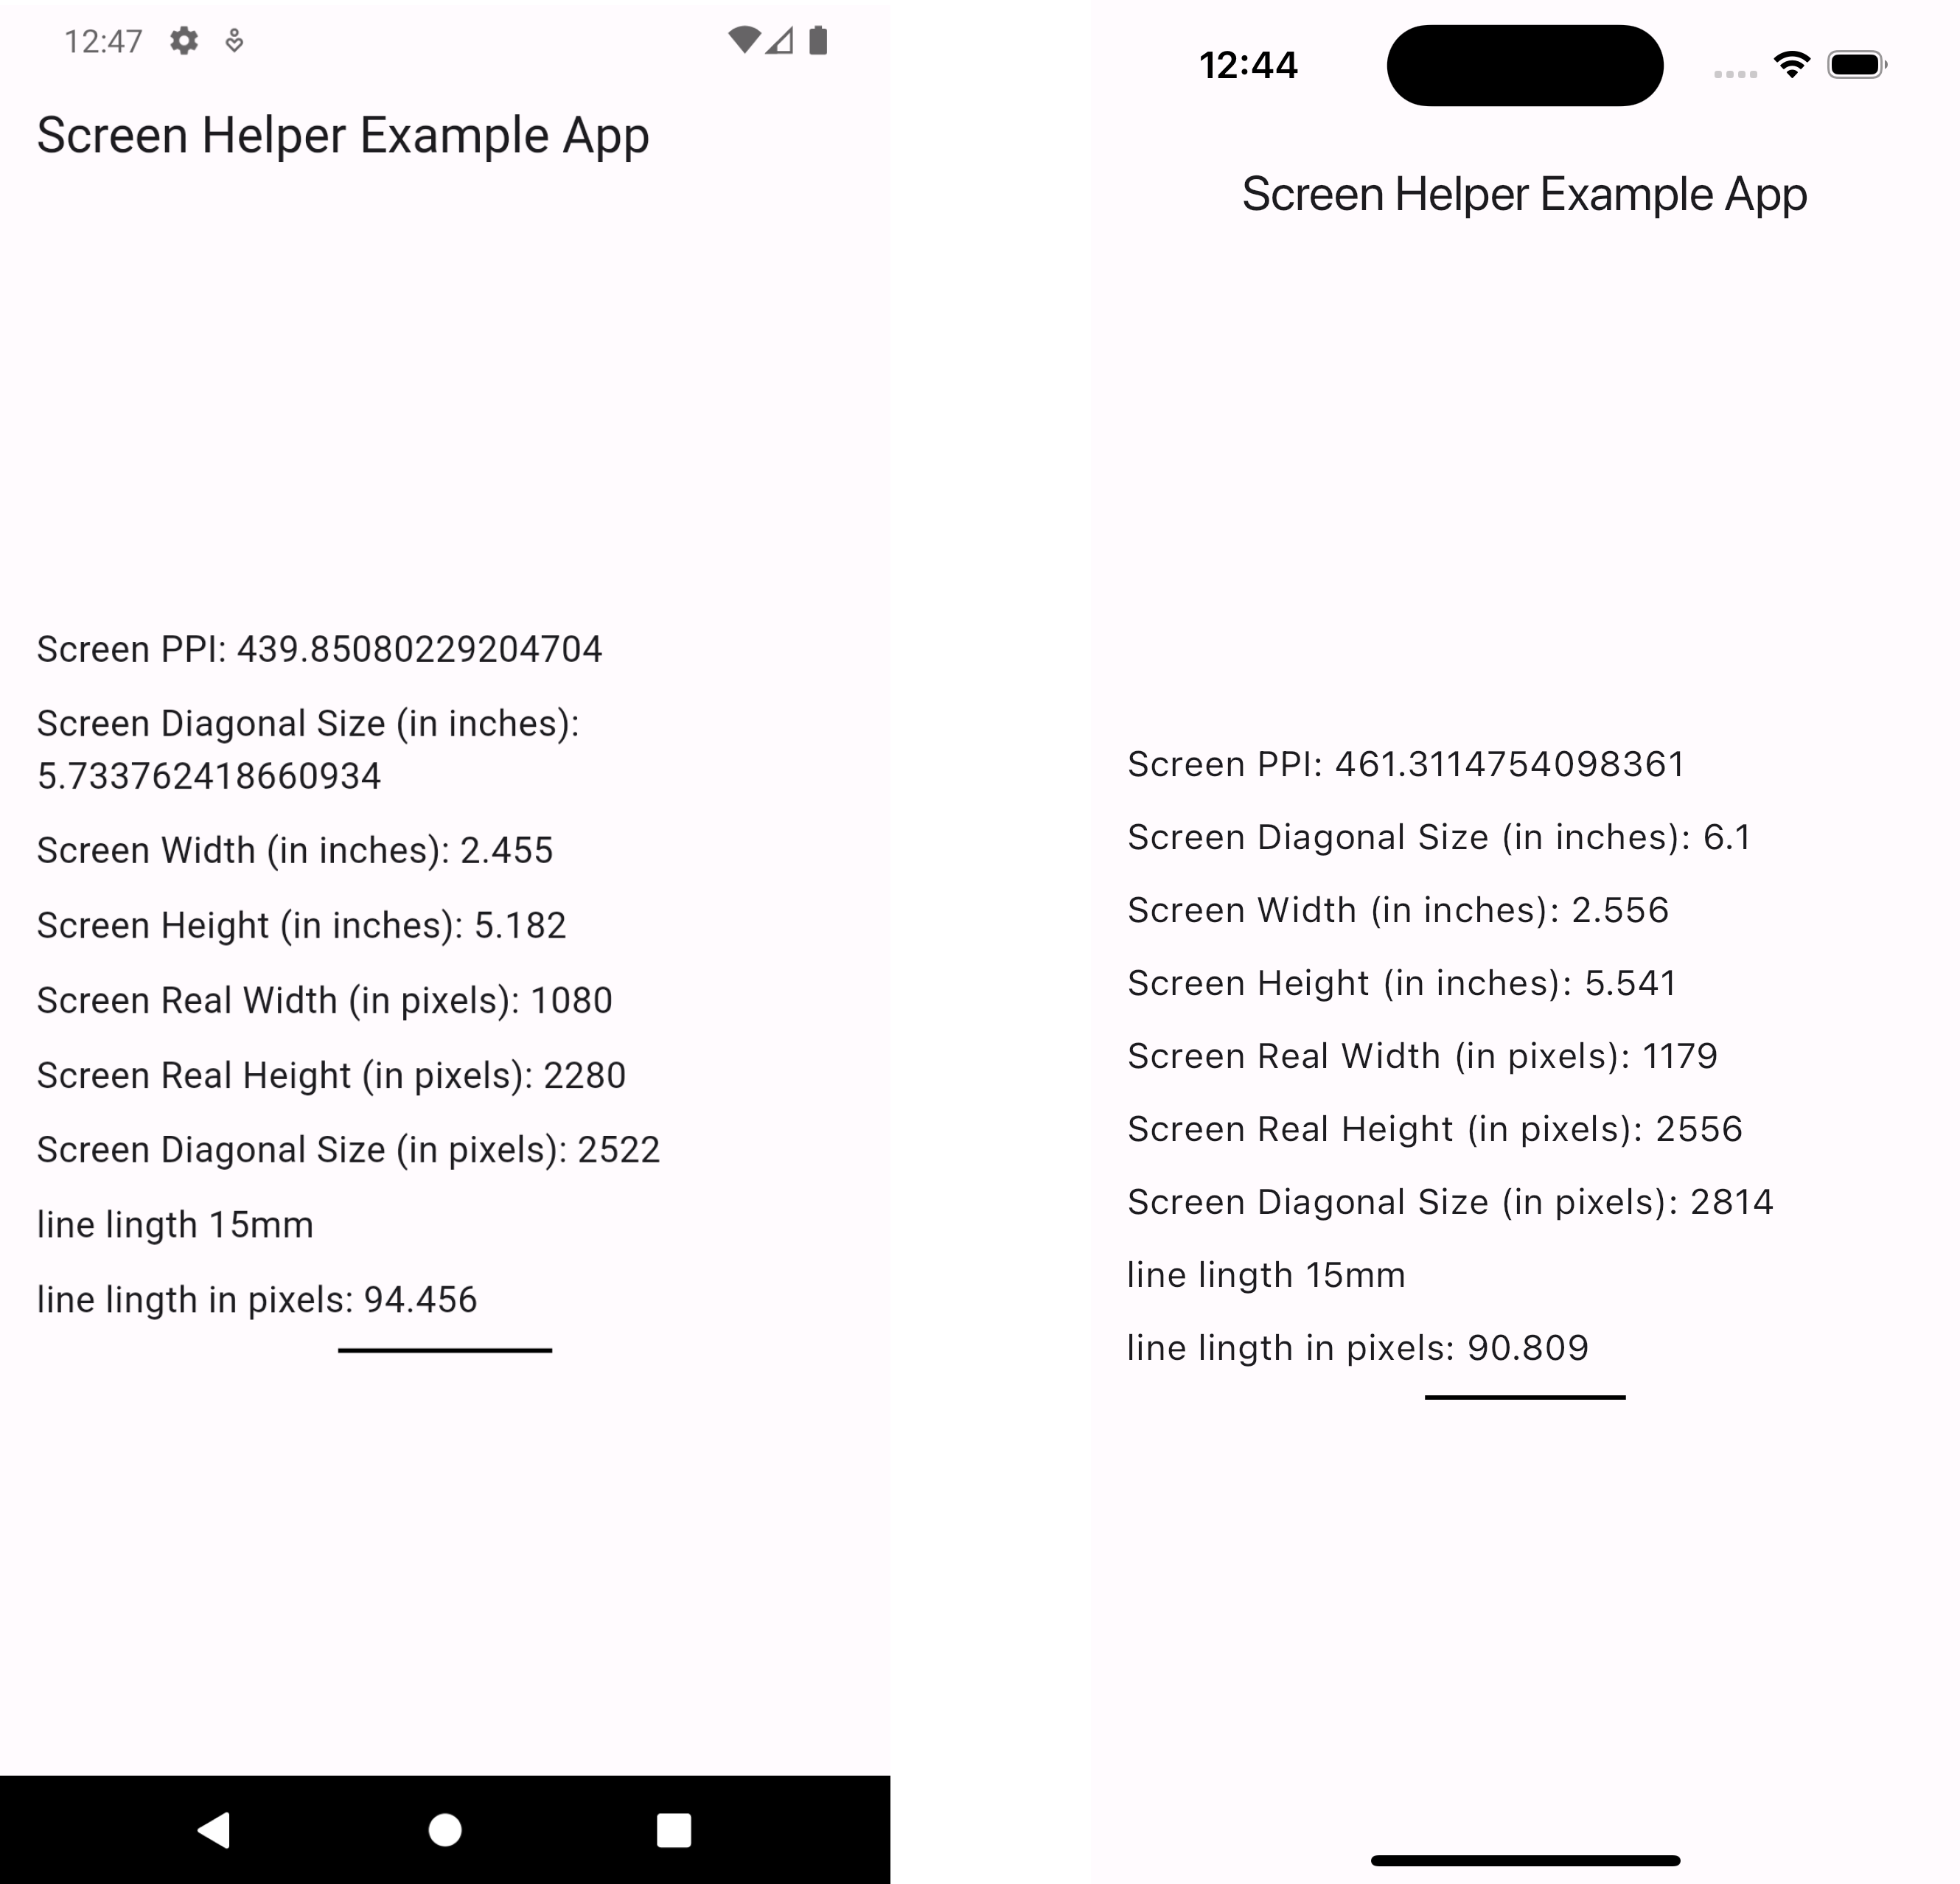 12:47
Screen Helper Example App
Screen PPI: 439.85080229204704
Screen Diagonal Size (in inches):
5.733762418660934
Screen Width (in inches): 2.455
Screen Height (in inches): 5.182
Screen Real Width (in pixels): 1080
Screen Real Height (in pixels): 2280
Screen Diagonal Size (in pixels): 2522
line lingth 15mm
line lingth in pixels: 94.456
12:44
Screen Helper Example App
Screen PPI: 461.3114754098361
Screen Diagonal Size (in inches): 6.1
Screen Width (in inches): 2.556
Screen Height (in inches): 5.541
Screen Real Width (in pixels): 1179
Screen Real Height (in pixels): 2556
Screen Diagonal Size (in pixels): 2814
line lingth 15mm
line lingth in pixels: 90.809